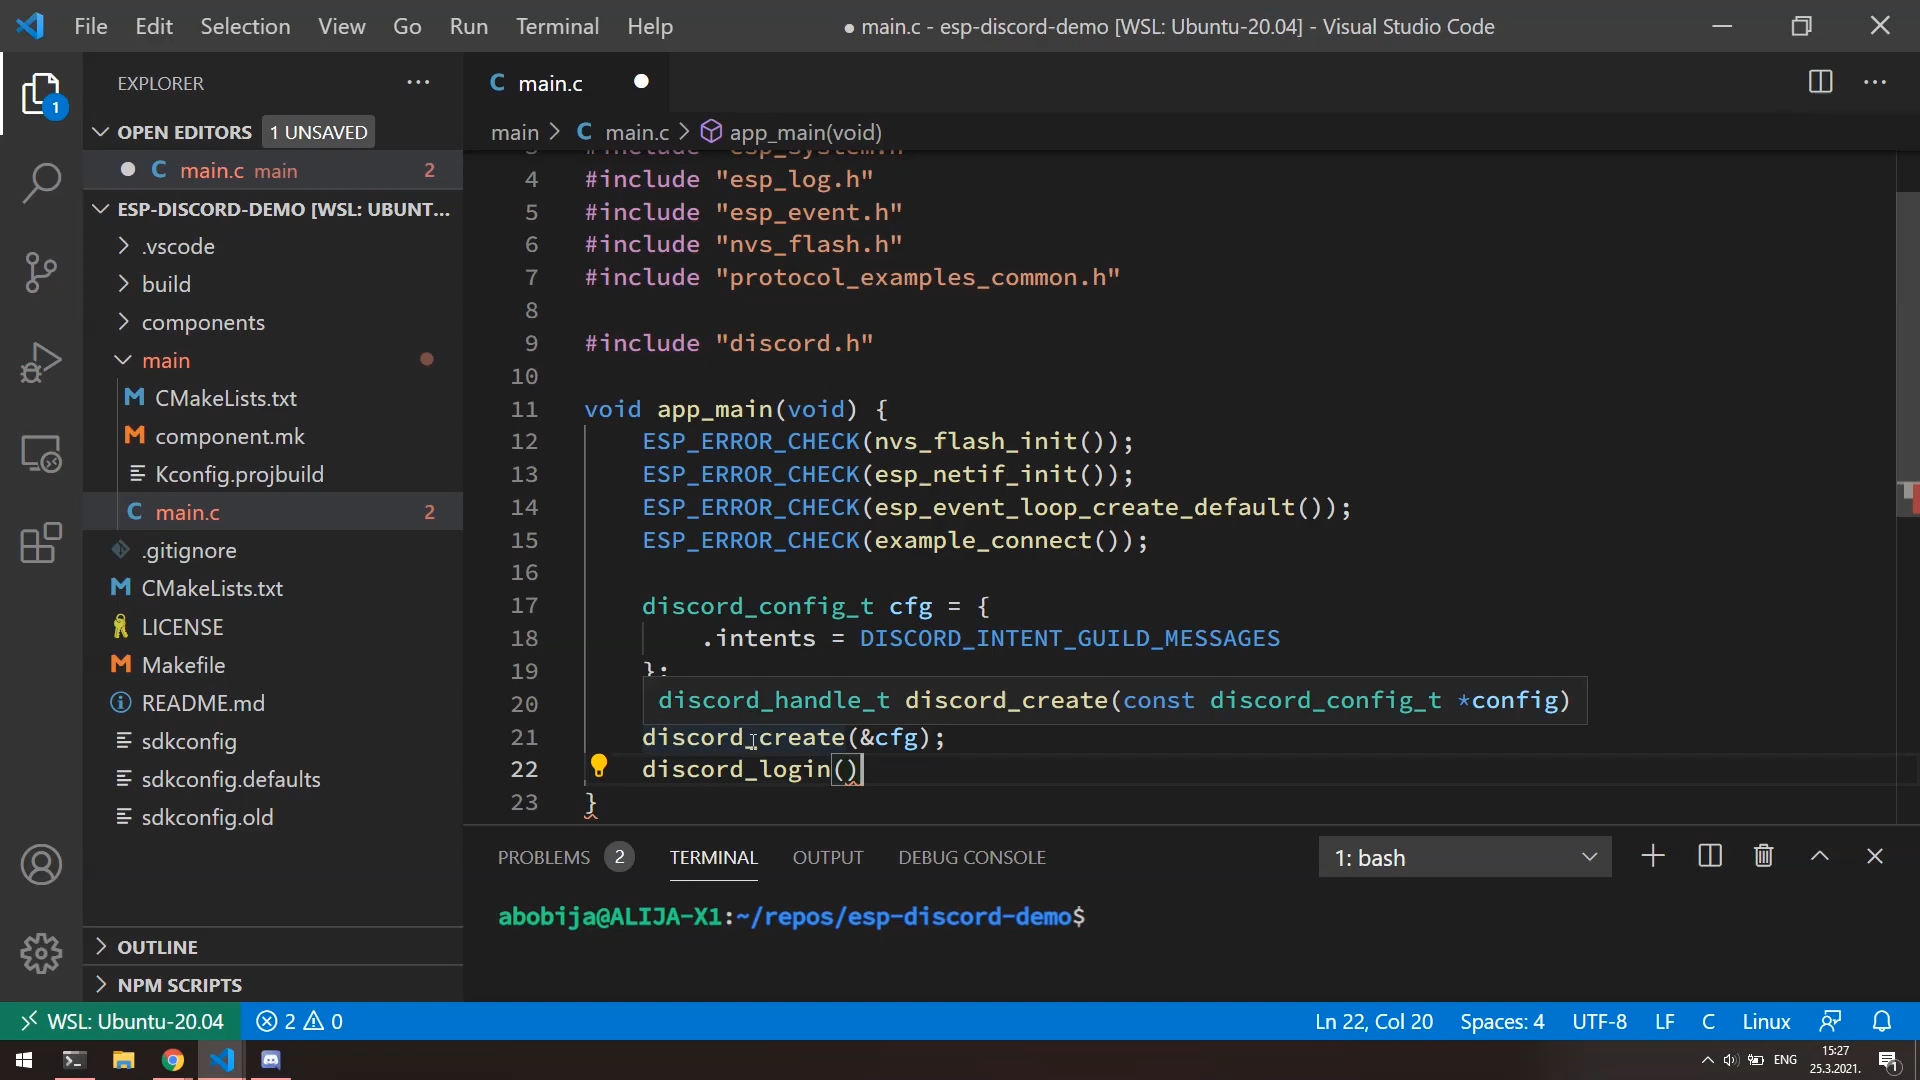 File Edit Selection View Go Run Terminal Help ● main.c - esp-discord-demo [WSL: Ubuntu-20.04] - Visual Studio Code
EXPLORER
OPEN EDITORS 1 UNSAVED
C main.c main 2
ESP-DISCORD-DEMO [WSL: UBUNT...
.vscode
build
components
main
CMakeLists.txt
component.mk
Kconfig.projbuild
C main.c 2
.gitignore
CMakeLists.txt
LICENSE
Makefile
README.md
sdkconfig
sdkconfig.defaults
sdkconfig.old
OUTLINE
NPM SCRIPTS
1
C main.c
main > C main.c > app_main(void)
3 #include "esp_system.h"
4 #include "esp_log.h"
5 #include "esp_event.h"
6 #include "nvs_flash.h"
7 #include "protocol_examples_common.h"
8
9 #include "discord.h"
10
11 void app_main(void) {
12 ESP_ERROR_CHECK(nvs_flash_init());
13 ESP_ERROR_CHECK(esp_netif_init());
14 ESP_ERROR_CHECK(esp_event_loop_create_default());
15 ESP_ERROR_CHECK(example_connect());
16
17 discord_config_t cfg = {
18 .intents = DISCORD_INTENT_GUILD_MESSAGES
19 };
20 discord_handle_t discord_create(const discord_config_t *config)
21 discord_create(&cfg);
22 discord_login()
23 }
PROBLEMS 2 TERMINAL OUTPUT DEBUG CONSOLE 1: bash
abobija@ALIJA-X1:~/repos/esp-discord-demo$
WSL: Ubuntu-20.04 2 0 Ln 22, Col 20 Spaces: 4 UTF-8 LF C Linux
ENG 15:27
25.3.2021. 1